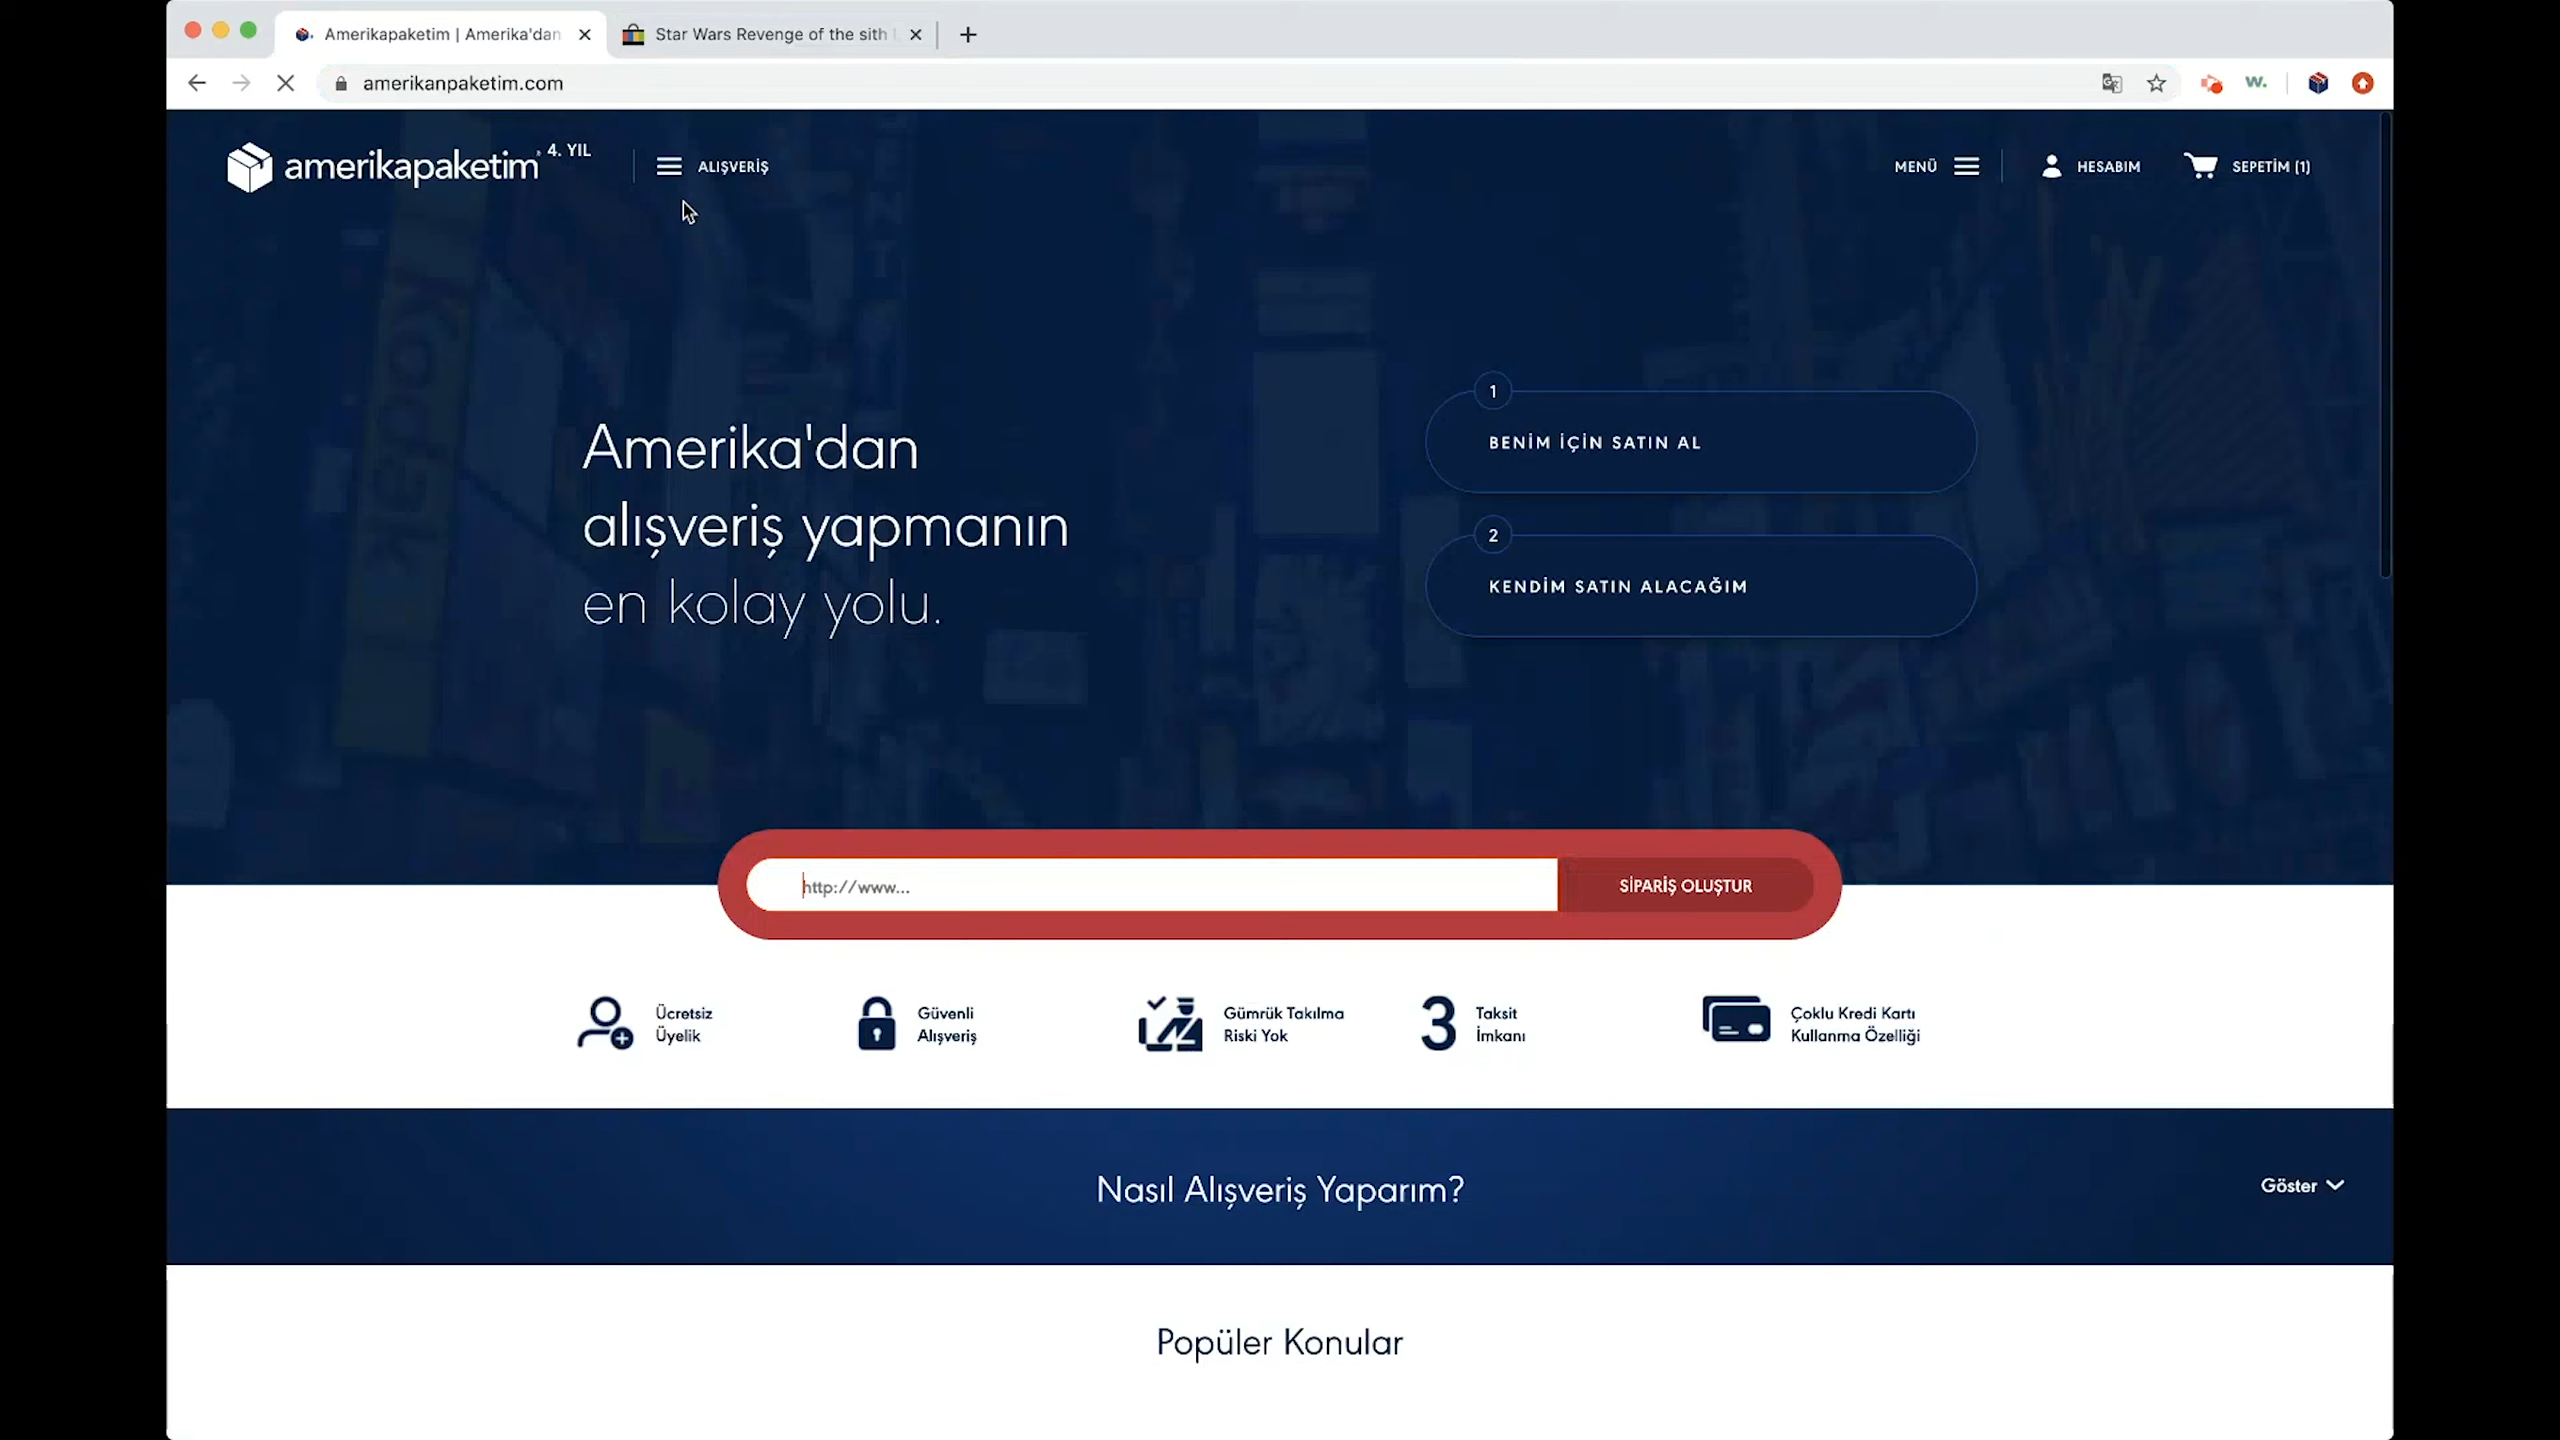 Amerikapaketim | Amerika'dan
Star Wars Revenge of the sith
amerikanpaketim.com
w.
amerikapaketim
4. YIL
ALIŞVERİŞ
MENÜ
HESABIM
SEPETİM (1)
Kodak
1
BENİM İÇİN SATIN AL
Amerika'dan
alışveriş yapmanın
en kolay yolu.
2
KENDİM SATIN ALACAĞIM
http://www...
SİPARİŞ OLUŞTUR
Ücretsiz
Üyelik
Güvenli
Alışveriş
Gümrük Takılma
Riski Yok
3
Taksit
İmkanı
Çoklu Kredi Kartı
Kullanma Özelliği
Nasıl Alışveriş Yaparım?
Göster
Popüler Konular